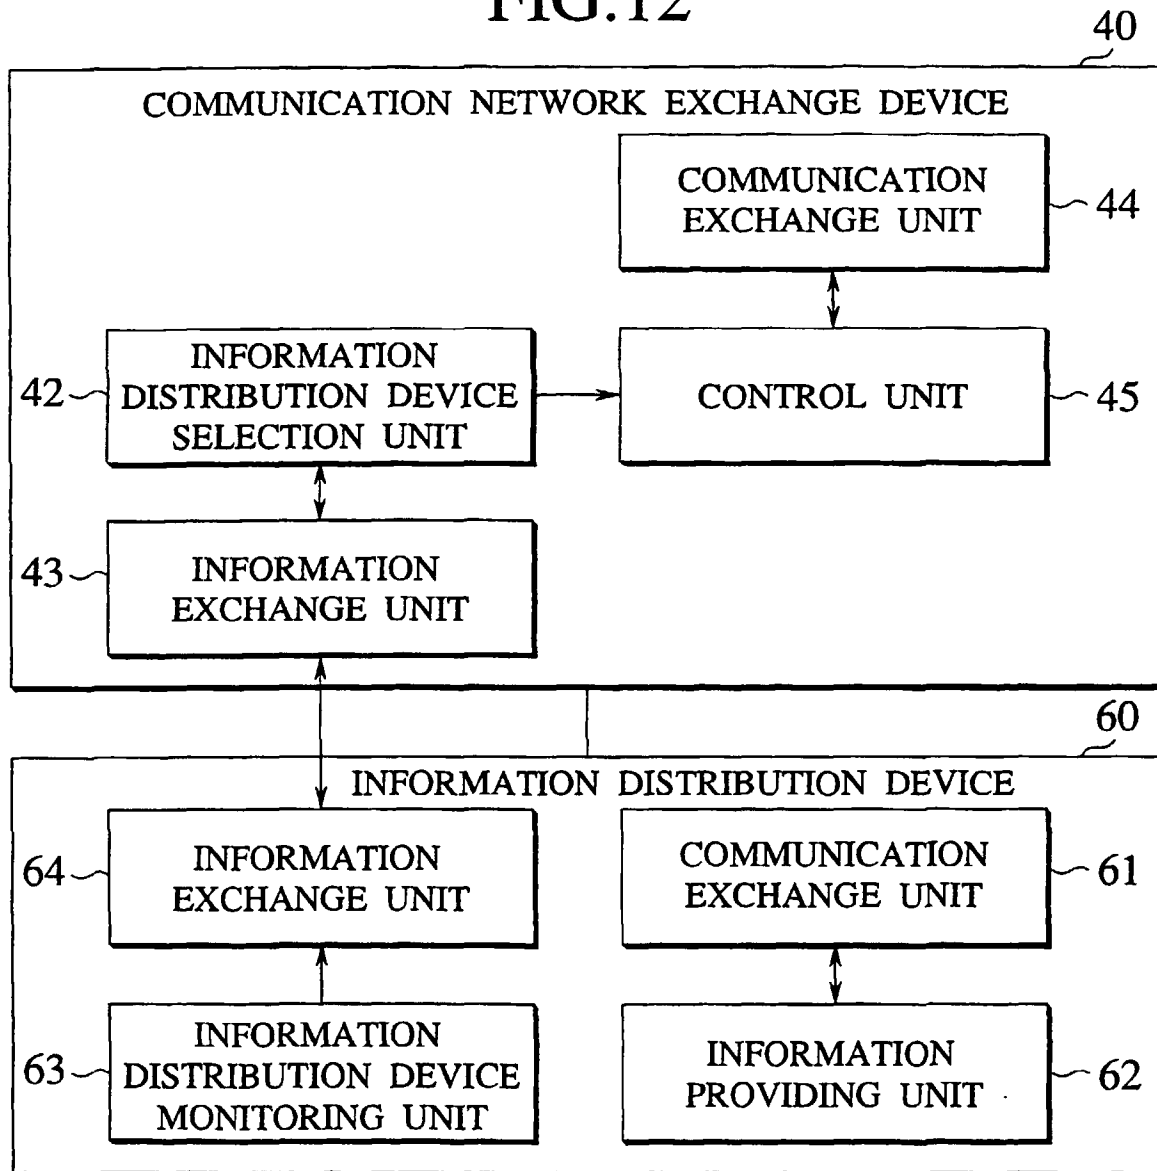 FIG.12
40
COMMUNICATION NETWORK EXCHANGE DEVICE
COMMUNICATION
EXCHANGE UNIT
44
INFORMATION
DISTRIBUTION DEVICE
SELECTION UNIT
42
CONTROL UNIT
45
43
INFORMATION
EXCHANGE UNIT
60
INFORMATION DISTRIBUTION DEVICE
64
INFORMATION
EXCHANGE UNIT
COMMUNICATION
EXCHANGE UNIT
61
63
INFORMATION
DISTRIBUTION DEVICE
MONITORING UNIT
INFORMATION
PROVIDING UNIT
62